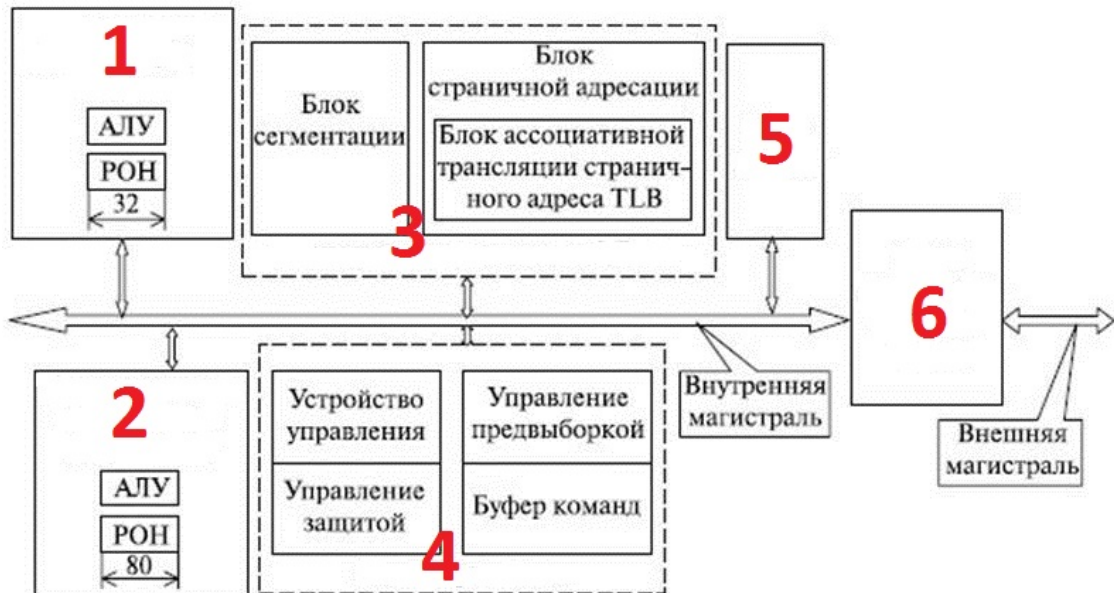 1
АЛУ
РОН
32
Блок
сегментации
Блок
страничной адресации
Блок ассоциативной
трансляции странич-
ного адреса TLB
3
5
6
2
АЛУ
РОН
80
Устройство
управления
Управление
защитой
Управление
предвыборкой
Буфер команд
4
Внутренняя
магистраль
Внешняя
магистраль